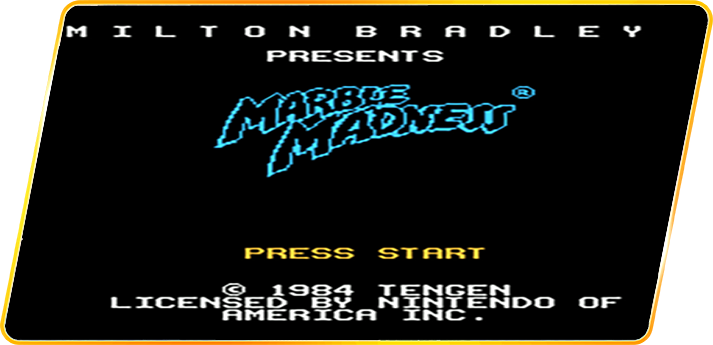 MILTON BRADLEY
PRESENTS
MARBLE
MADNESS®
PRESS START
© 1984 TENGEN
LICENSED BY NINTENDO OF
AMERICA INC.